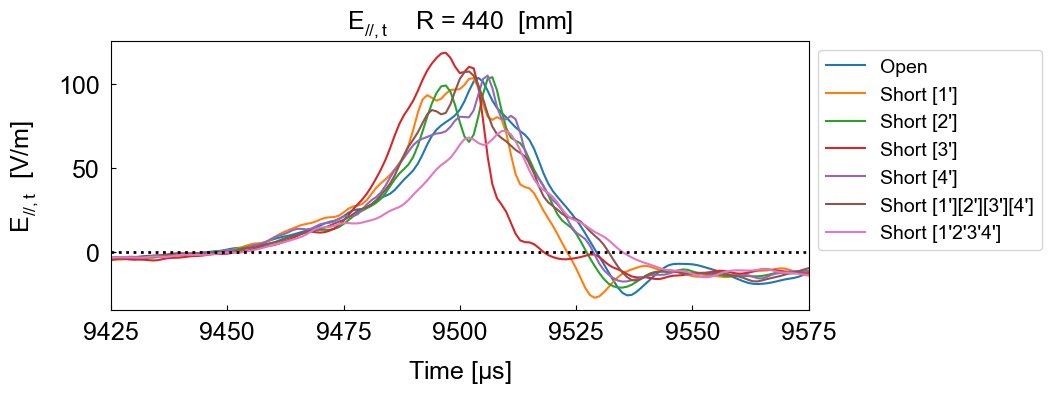 E//, t R = 440 [mm]
E//, t [V/m]
100
50
0
9425 9450 9475 9500 9525 9550 9575
Time [µs]
Open
Short [1']
Short [2']
Short [3']
Short [4']
Short [1'][2'][3'][4']
Short [1'2'3'4']